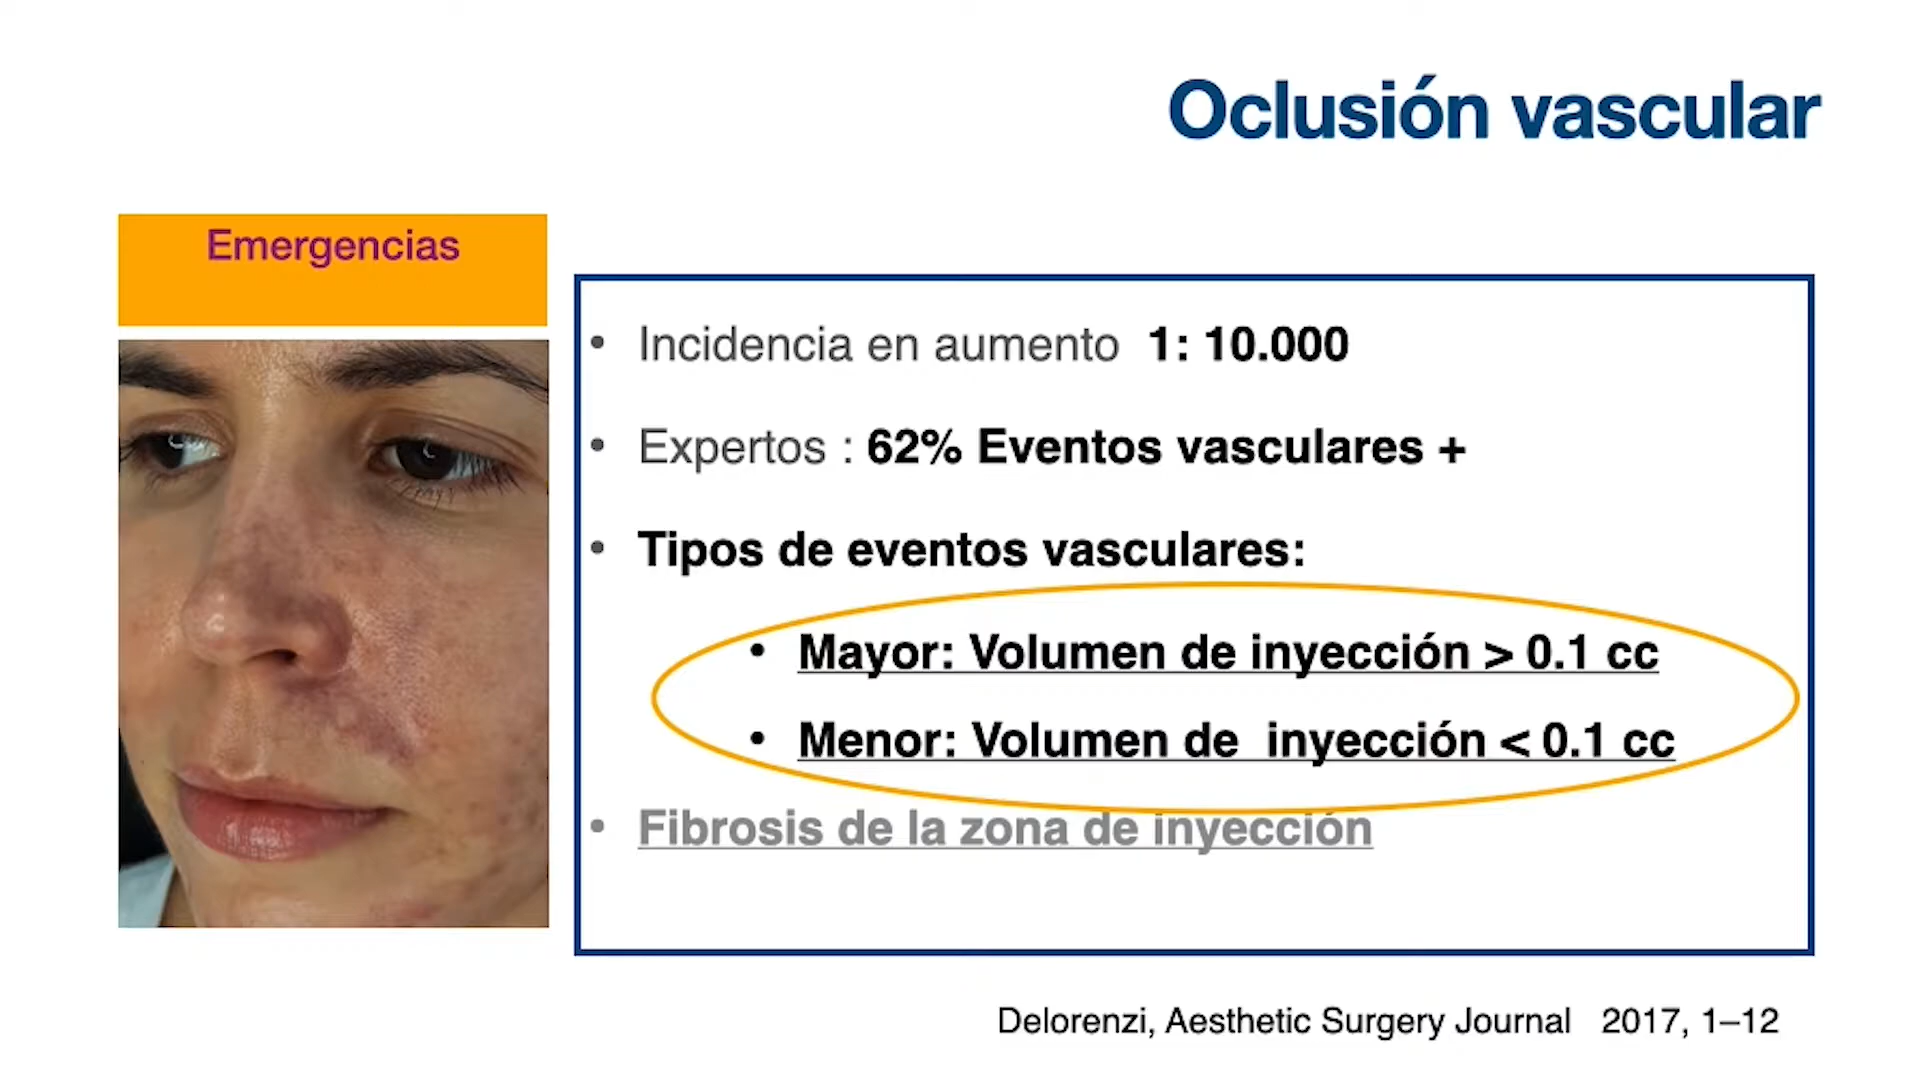 Oclusión vascular
Emergencias
• Incidencia en aumento 1: 10.000
• Expertos : 62% Eventos vasculares +
• Tipos de eventos vasculares:
• Mayor: Volumen de inyección > 0.1 cc
• Menor: Volumen de inyección < 0.1 cc
• Fibrosis de la zona de inyección
Delorenzi, Aesthetic Surgery Journal 2017, 1–12